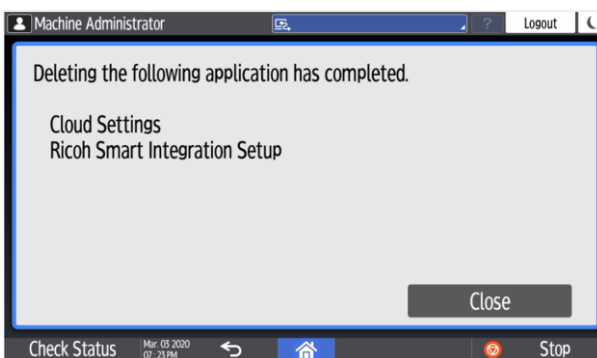 Machine Administrator
?
Logout
Deleting the following application has completed.
Cloud Settings
Ricoh Smart Integration Setup
Close
Check Status
Mar. 03 2020
07 : 23 PM
Stop